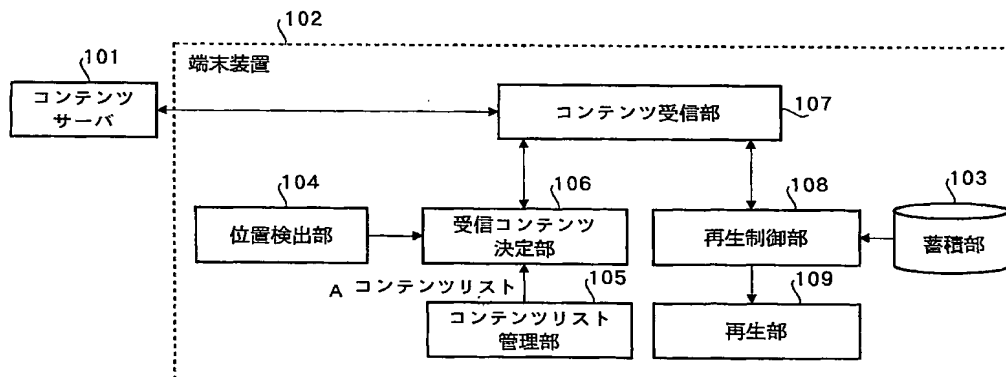 102
101
端末装置
コンテンツ
サーバ
コンテンツ受信部
107
104
106
108
103
位置検出部
受信コンテンツ
決定部
再生制御部
蓄積部
A コンテンツリスト
105
109
コンテンツリスト
管理部
再生部